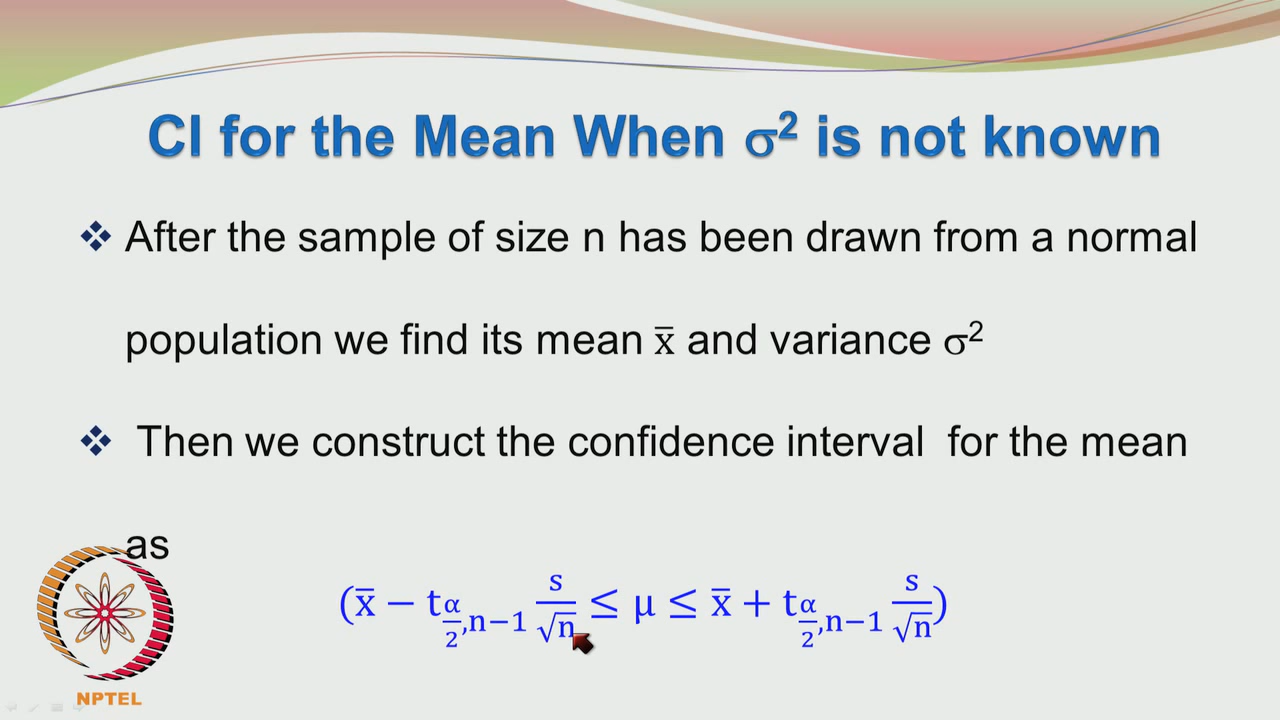 CI for the Mean When σ² is not known
❖ After the sample of size n has been drawn from a normal
population we find its mean x̅ and variance σ²
❖ Then we construct the confidence interval for the mean
as
(x̅ − t_{α/2,n−1} s/√n ≤ μ ≤ x̅ + t_{α/2,n−1} s/√n)
NPTEL